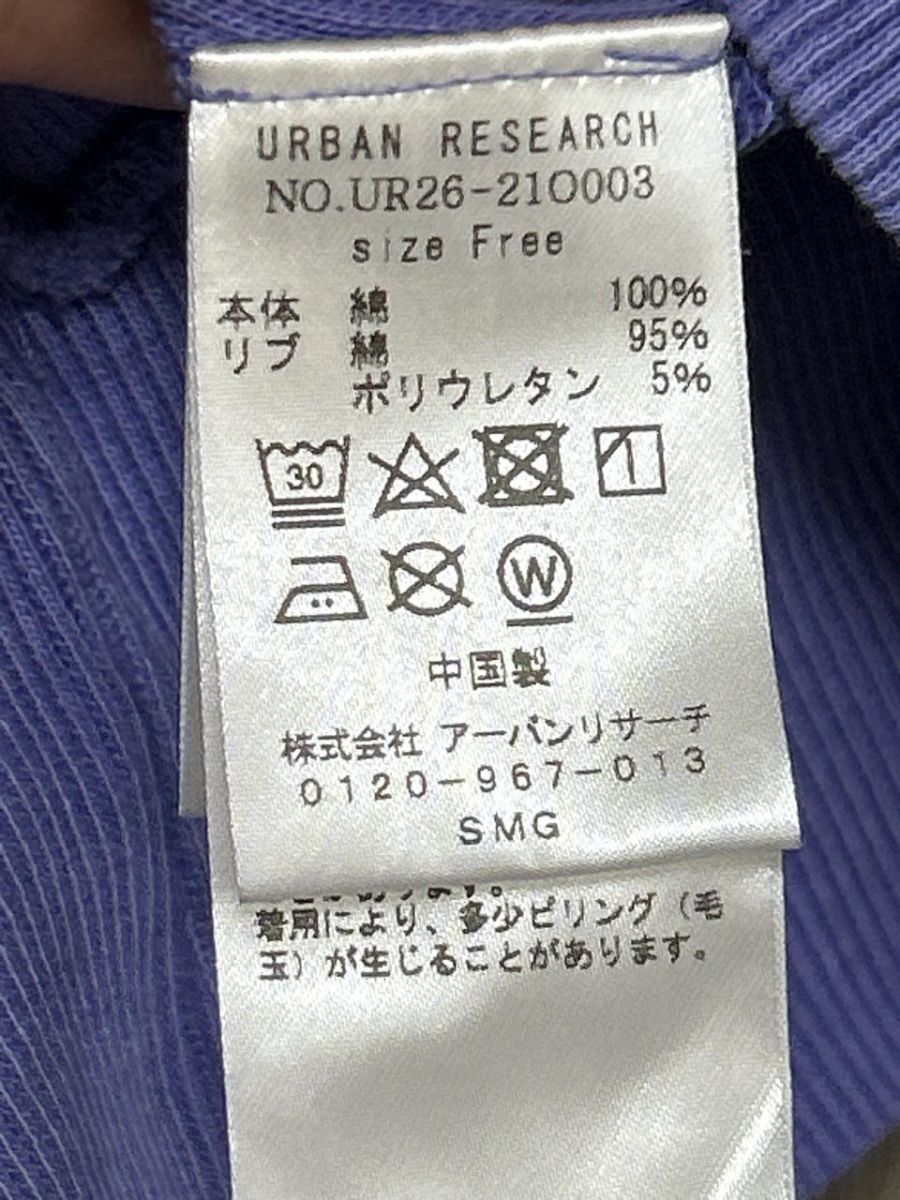 URBAN RESEARCH
NO.UR26-21O003
size Free
本体 綿 100%
リブ 綿 95%
ポリウレタン 5%
30
W
中国製
株式会社 アーバンリサーチ
0120-967-013
SMG
着用により、多少ピリング(毛
玉)が生じることがあります。